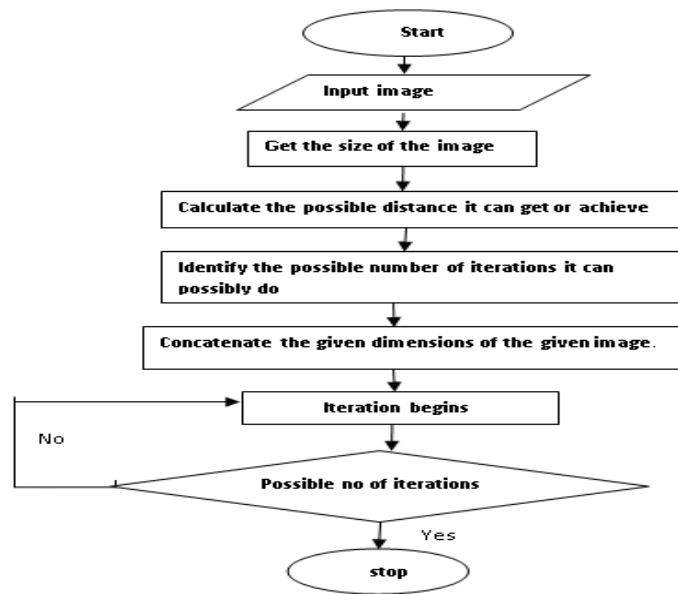 Start
Input image
Get the size of the image
Calculate the possible distance it can get or achieve
Identify the possible number of iterations it can
possibly do
Concatenate the given dimensions of the given image.
Iteration begins
No
Possible no of iterations
Yes
stop